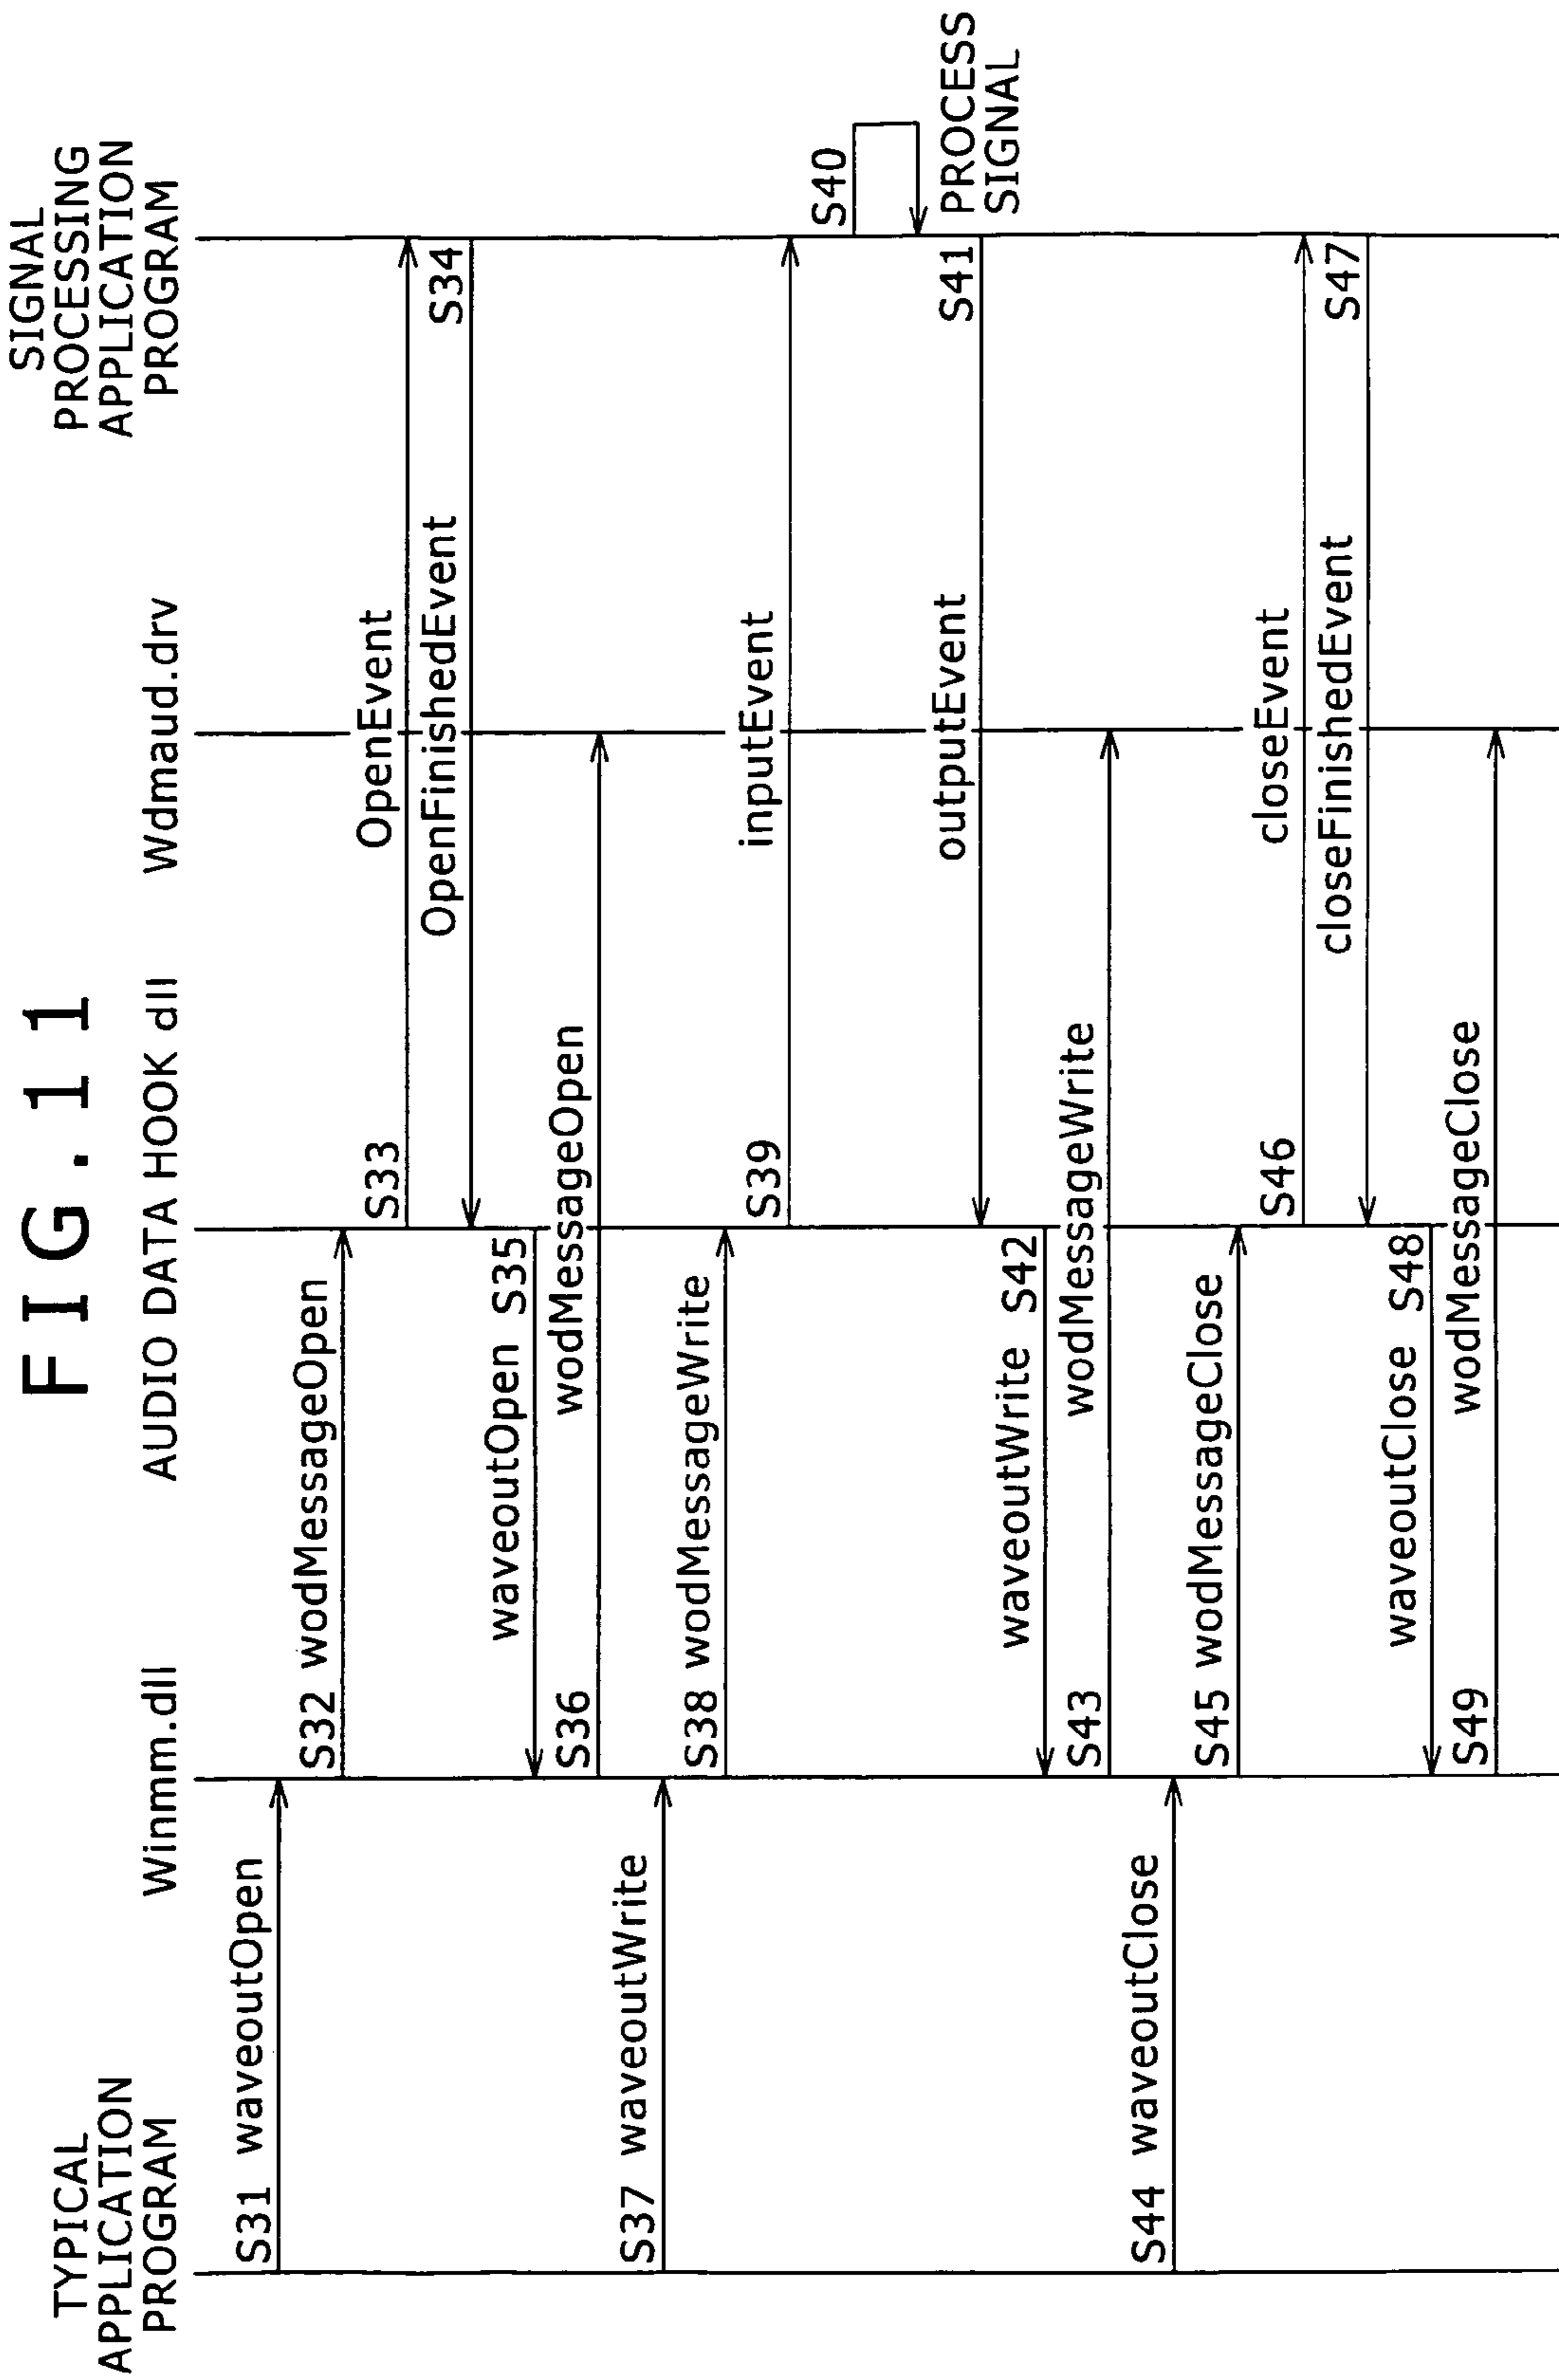 FIG.11
TYPICAL
APPLICATION
PROGRAM
Winmm.dll
AUDIO DATA HOOK dll
Wdmaud.drv
SIGNAL
PROCESSING
APPLICATION
PROGRAM
S31 waveoutOpen
S32 wodMessageOpen
S33
OpenEvent
OpenFinishedEvent
S34
waveoutOpen S35
S36
wodMessageOpen
S37 waveoutWrite
S38 wodMessageWrite
S39
inputEvent
S40
PROCESS
SIGNAL
outputEvent
S41
waveoutWrite S42
S43
wodMessageWrite
S44 waveoutClose
S45 wodMessageClose
S46
closeEvent
closeFinishedEvent
S47
waveoutClose S48
S49
wodMessageClose